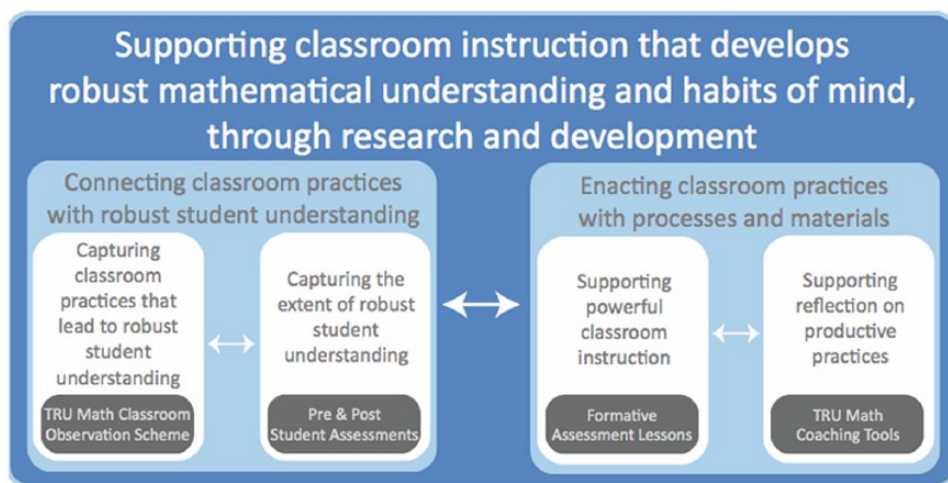 Supporting classroom instruction that develops
robust mathematical understanding and habits of mind,
through research and development
Connecting classroom practices
with robust student understanding
Capturing
classroom
practices that
lead to robust
student
understanding
TRU Math Classroom
Observation Scheme
Capturing the
extent of robust
student
understanding
Pre & Post
Student Assessments
Enacting classroom practices
with processes and materials
Supporting
powerful
classroom
instruction
Formative
Assessment Lessons
Supporting
reflection on
productive
practices
TRU Math
Coaching Tools